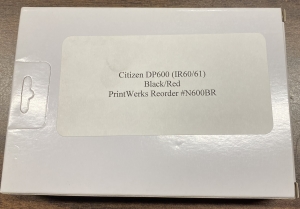 Citizen DP600 (IR60/61)
Black/Red
PrintWerks Reorder #N600BR